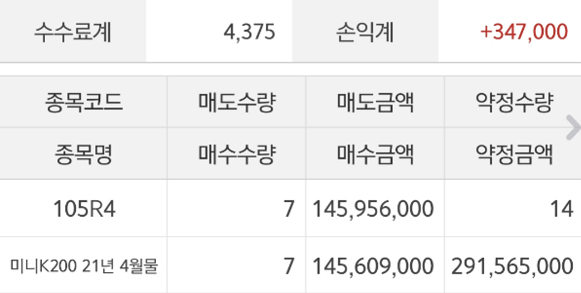 수수료계 4,375 손익계 +347,000
종목코드 매도수량 매도금액 약정수량
종목명 매수수량 매수금액 약정금액
105R4 7 145,956,000 14
미니K200 21년 4월물 7 145,609,000 291,565,000